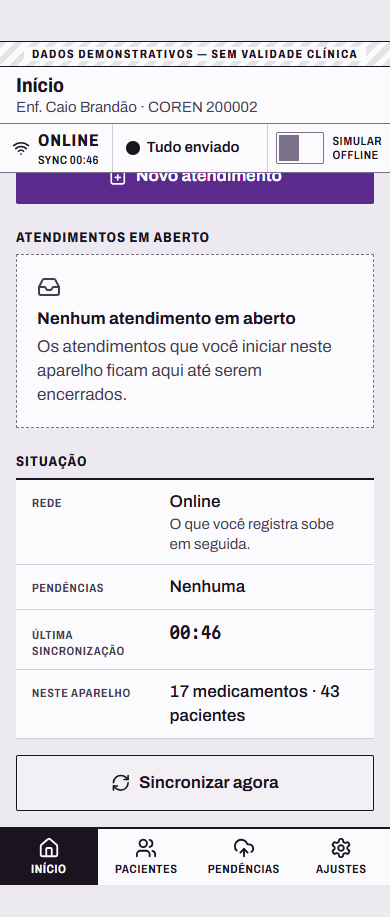 DADOS DEMONSTRATIVOS — SEM VALIDADE CLÍNICA
Início
Enf. Caio Brandão · COREN 200002
ONLINE
SYNC 00:46
Tudo enviado
SIMULAR
OFFLINE
Novo atendimento
ATENDIMENTOS EM ABERTO
Nenhum atendimento em aberto
Os atendimentos que você iniciar neste
aparelho ficam aqui até serem
encerrados.
SITUAÇÃO
REDE
Online
O que você registra sobe
em seguida.
PENDÊNCIAS
Nenhuma
ÚLTIMA
SINCRONIZAÇÃO
00:46
NESTE APARELHO
17 medicamentos · 43
pacientes
Sincronizar agora
INÍCIO
PACIENTES
PENDÊNCIAS
AJUSTES